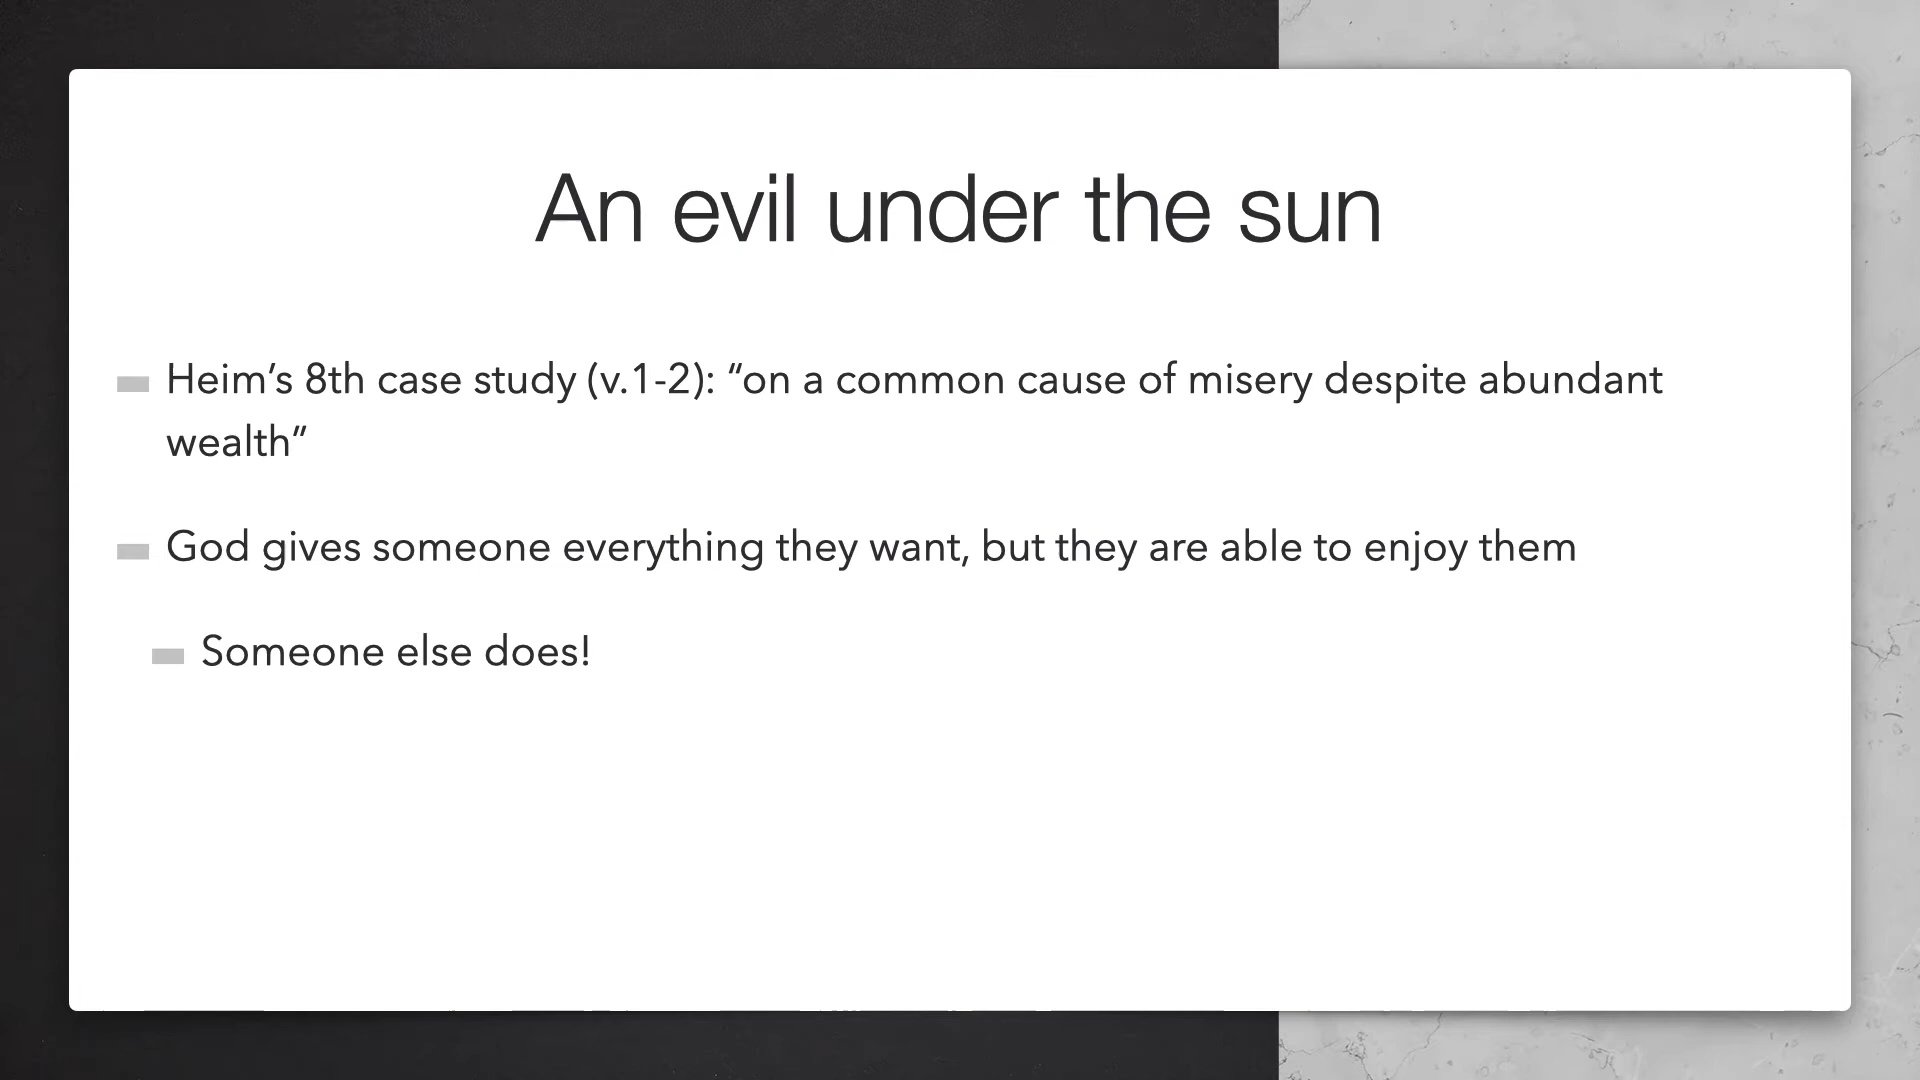 An evil under the sun
Heim’s 8th case study (v.1-2): “on a common cause of misery despite abundant
wealth”
God gives someone everything they want, but they are able to enjoy them
Someone else does!